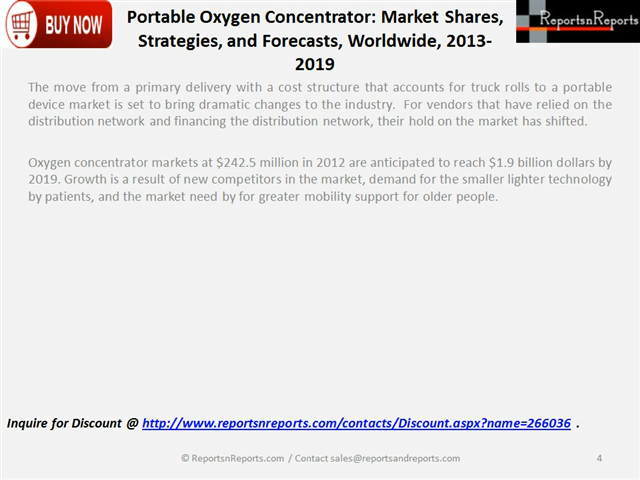 BUY NOW
Portable Oxygen Concentrator: Market Shares,
Strategies, and Forecasts, Worldwide, 2013-
2019
ReportsnReports
The move from a primary delivery with a cost structure that accounts for truck rolls to a portable
device market is set to bring dramatic changes to the industry. For vendors that have relied on the
distribution network and financing the distribution network, their hold on the market has shifted.
Oxygen concentrator markets at $242.5 million in 2012 are anticipated to reach $1.9 billion dollars by
2019. Growth is a result of new competitors in the market, demand for the smaller lighter technology
by patients, and the market need by for greater mobility support for older people.
Inquire for Discount @ http://www.reportsnreports.com/contacts/Discount.aspx?name=266036 .
© ReportsnReports.com / Contact sales@reportsandreports.com
4